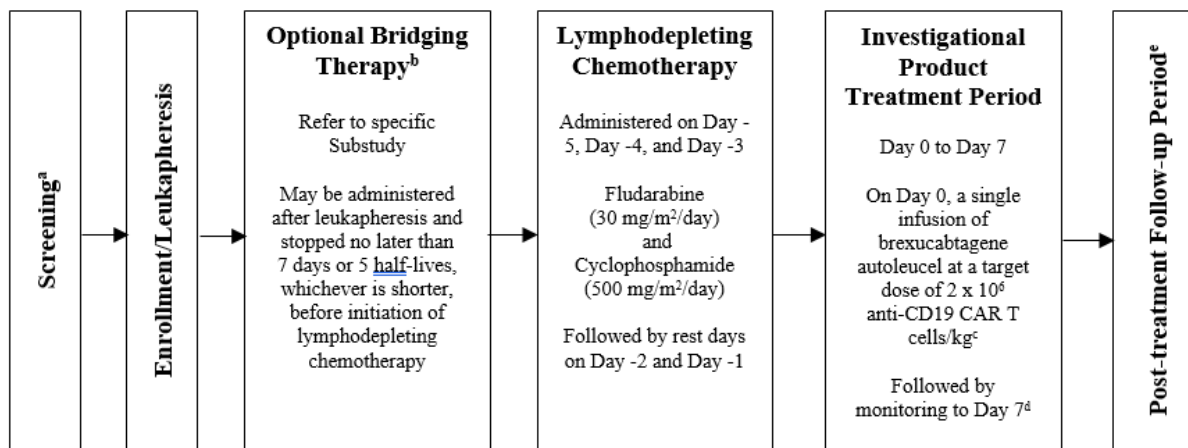 Screeningᵃ
Enrollment/Leukapheresis
Optional Bridging
Therapyᵇ
Refer to specific
Substudy
May be administered
after leukapheresis and
stopped no later than
7 days or 5 half-lives,
whichever is shorter,
before initiation of
lymphodepleting
chemotherapy
Lymphodepleting
Chemotherapy
Administered on Day -
5, Day -4, and Day -3
Fludarabine
(30 mg/m²/day)
and
Cyclophosphamide
(500 mg/m²/day)
Followed by rest days
on Day -2 and Day -1
Investigational
Product
Treatment Period
Day 0 to Day 7
On Day 0, a single
infusion of
brexucabtagene
autoleucel at a target
dose of 2 x 10⁶
anti-CD19 CAR T
cells/kgᶜ
Followed by
monitoring to Day 7ᵈ
Post-treatment Follow-up Periodᵉ